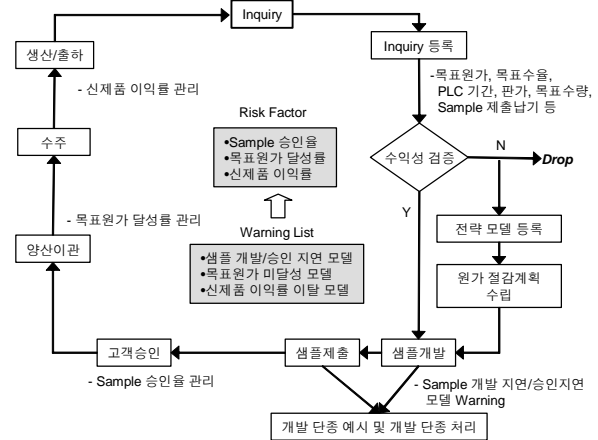 Inquiry
생산/출하
Inquiry 등록
- 신제품 이익률 관리
-목표원가, 목표수율,
PLC 기간, 판가, 목표수량,
Sample 제출납기 등
Risk Factor
•Sample 승인율
•목표원가 달성률
•신제품 이익률
수주
수익성 검증
N
Drop
Y
- 목표원가 달성률 관리
Warning List
•샘플 개발/승인 지연 모델
•목표원가 미달성 모델
•신제품 이익률 이탈 모델
전략 모델 등록
양산이관
원가 절감계획
수립
고객승인
샘플제출
샘플개발
- Sample 승인율 관리
- Sample 개발 지연/승인지연
모델 Warning
개발 단종 예시 및 개발 단종 처리